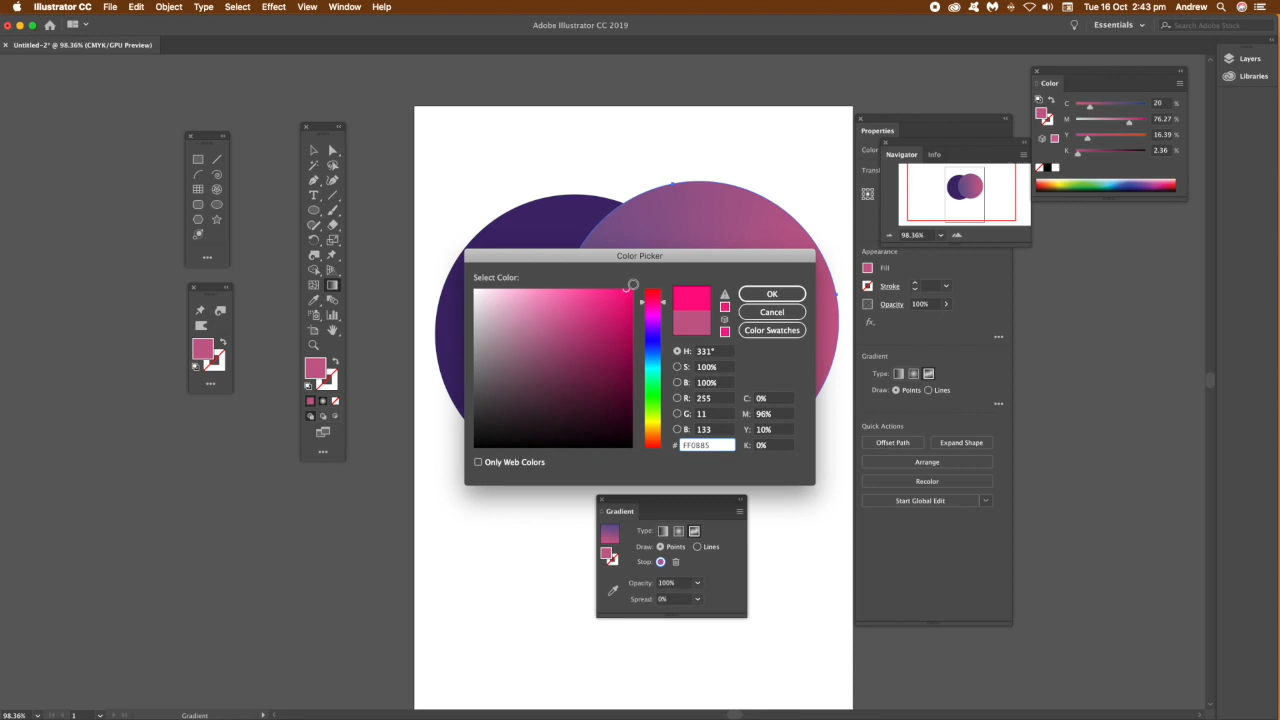 Illustrator CC File Edit Object Type Select Effect View Window Help Tue 16 Oct 2:43 pm Andrew
Adobe Illustrator CC 2019 Essentials Search Adobe Stock
Untitled-2* @ 98.36% (CMYK/GPU Preview)
Layers
Libraries
Color
C 20 %
M 76.27 %
Y 16.39 %
K 2.36 %
Properties
Color
Navigator Info
Trans
98.36%
Appearance
Fill
Stroke
Opacity 100%
fx.
Gradient
Type:
Draw: Points Lines
Quick Actions
Offset Path Expand Shape
Arrange
Recolor
Start Global Edit
Color Picker
Select Color:
OK
Cancel
Color Swatches
H: 331°
S: 100%
B: 100%
R: 255 C: 0%
G: 11 M: 96%
B: 133 Y: 10%
# FF0B85 K: 0%
Only Web Colors
Gradient
Type:
Draw: Points Lines
Stop:
Opacity: 100%
Spread: 0%
T
98.36% 1 Gradient